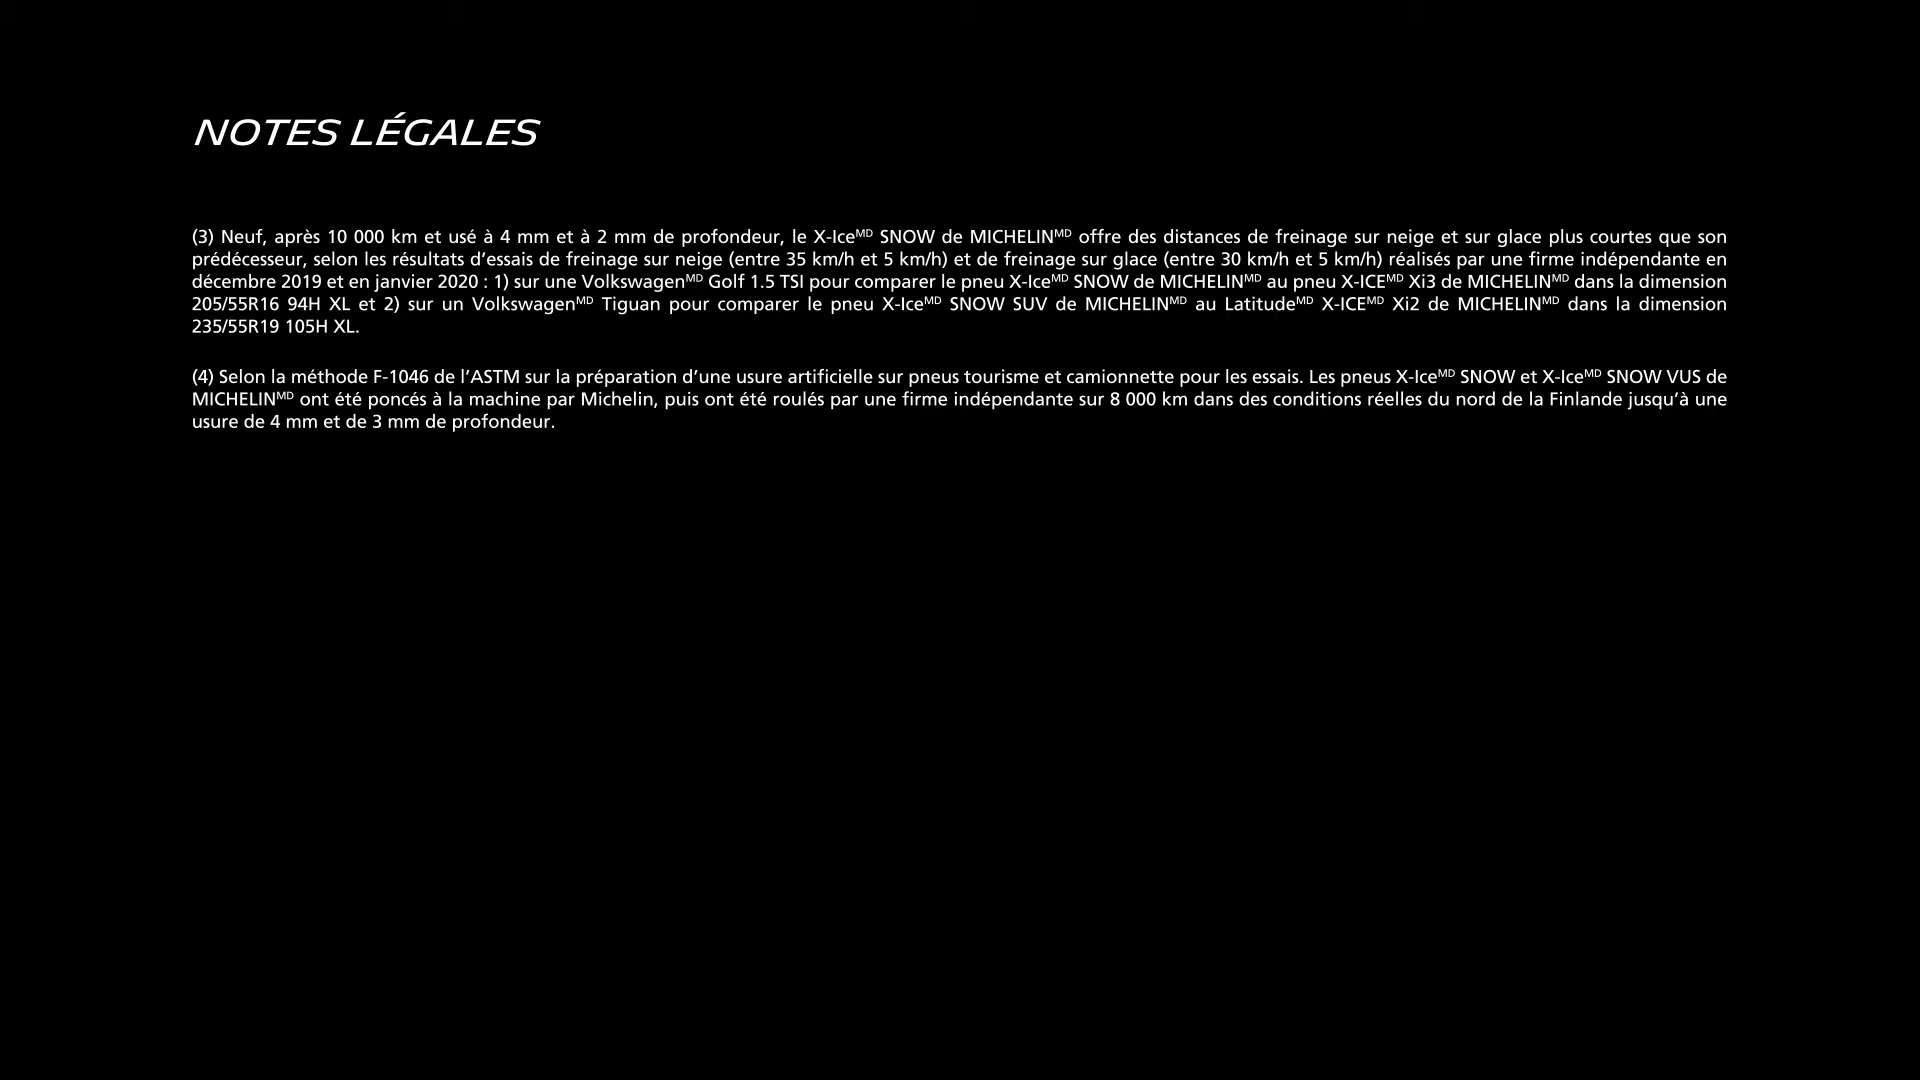 NOTES LÉGALES
(3) Neuf, après 10 000 km et usé à 4 mm et à 2 mm de profondeur, le X-Iceᴹᴰ SNOW de MICHELINᴹᴰ offre des distances de freinage sur neige et sur glace plus courtes que son
prédécesseur, selon les résultats d’essais de freinage sur neige (entre 35 km/h et 5 km/h) et de freinage sur glace (entre 30 km/h et 5 km/h) réalisés par une firme indépendante en
décembre 2019 et en janvier 2020 : 1) sur une Volkswagenᴹᴰ Golf 1.5 TSI pour comparer le pneu X-Iceᴹᴰ SNOW de MICHELINᴹᴰ au pneu X-ICEᴹᴰ Xi3 de MICHELINᴹᴰ dans la dimension
205/55R16 94H XL et 2) sur un Volkswagenᴹᴰ Tiguan pour comparer le pneu X-Iceᴹᴰ SNOW SUV de MICHELINᴹᴰ au Latitudeᴹᴰ X-ICEᴹᴰ Xi2 de MICHELINᴹᴰ dans la dimension
235/55R19 105H XL.
(4) Selon la méthode F-1046 de l’ASTM sur la préparation d’une usure artificielle sur pneus tourisme et camionnette pour les essais. Les pneus X-Iceᴹᴰ SNOW et X-Iceᴹᴰ SNOW VUS de
MICHELINᴹᴰ ont été poncés à la machine par Michelin, puis ont été roulés par une firme indépendante sur 8 000 km dans des conditions réelles du nord de la Finlande jusqu’à une
usure de 4 mm et de 3 mm de profondeur.